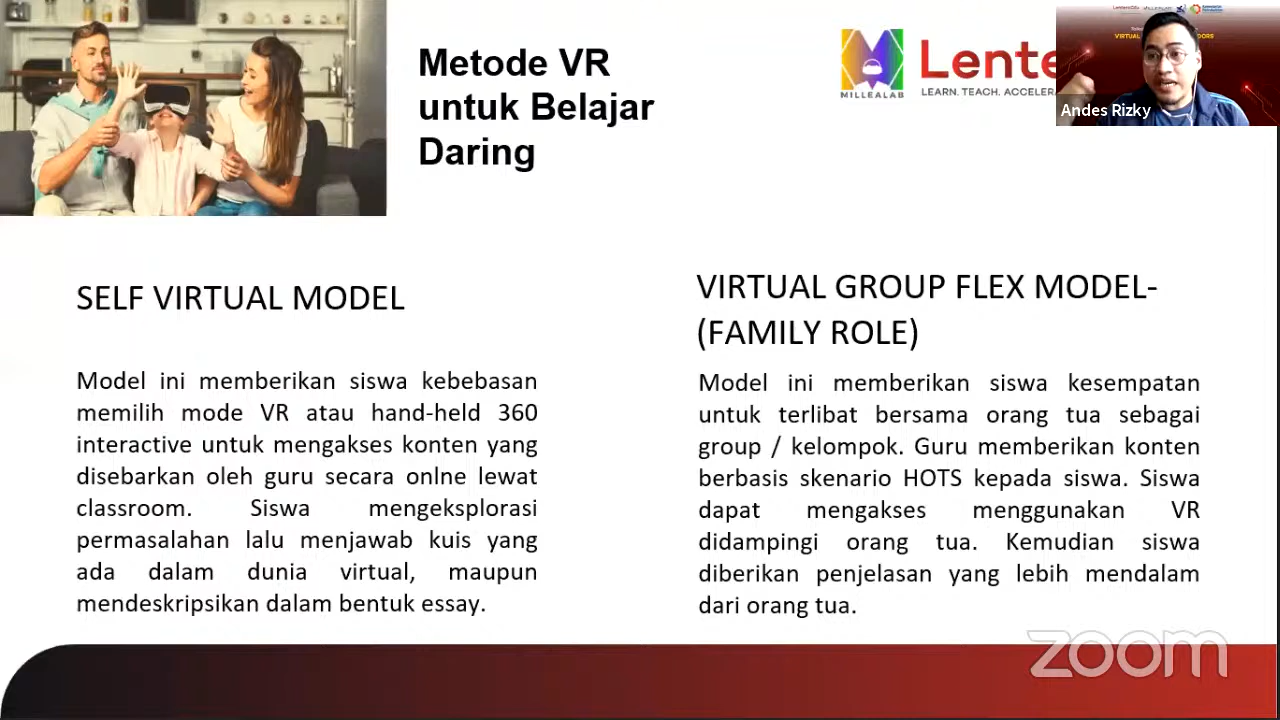 Metode VR
untuk Belajar
Daring
MILLEALAB
Lente
LEARN. TEACH. ACCELERA
Andes Rizky
SELF VIRTUAL MODEL
Model ini memberikan siswa kebebasan
memilih mode VR atau hand-held 360
interactive untuk mengakses konten yang
disebarkan oleh guru secara onlne lewat
classroom. Siswa mengeksplorasi
permasalahan lalu menjawab kuis yang
ada dalam dunia virtual, maupun
mendeskripsikan dalam bentuk essay.
VIRTUAL GROUP FLEX MODEL-
(FAMILY ROLE)
Model ini memberikan siswa kesempatan
untuk terlibat bersama orang tua sebagai
group / kelompok. Guru memberikan konten
berbasis skenario HOTS kepada siswa. Siswa
dapat mengakses menggunakan VR
didampingi orang tua. Kemudian siswa
diberikan penjelasan yang lebih mendalam
dari orang tua.
zoom